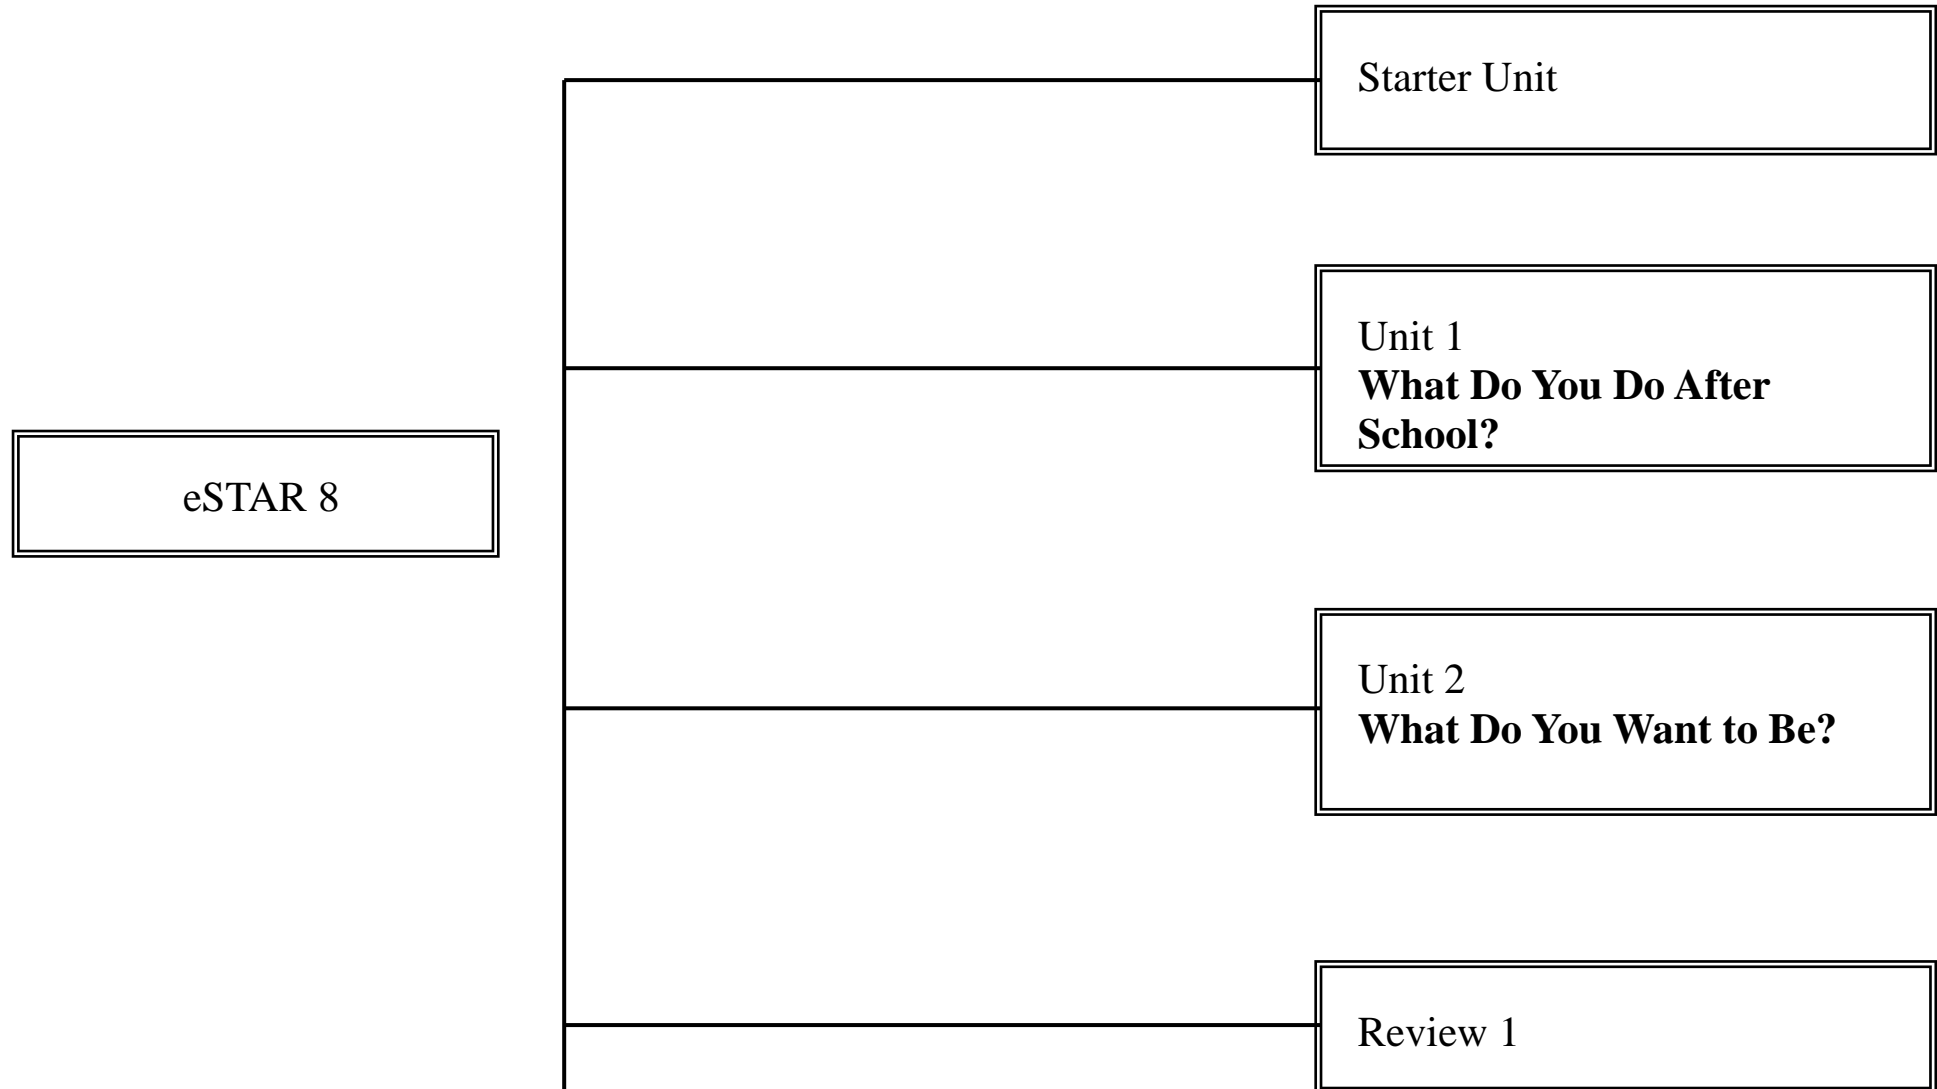 Starter Unit
Unit 1
What Do You Do After
School?
eSTAR 8
Unit 2
What Do You Want to Be?
Review 1